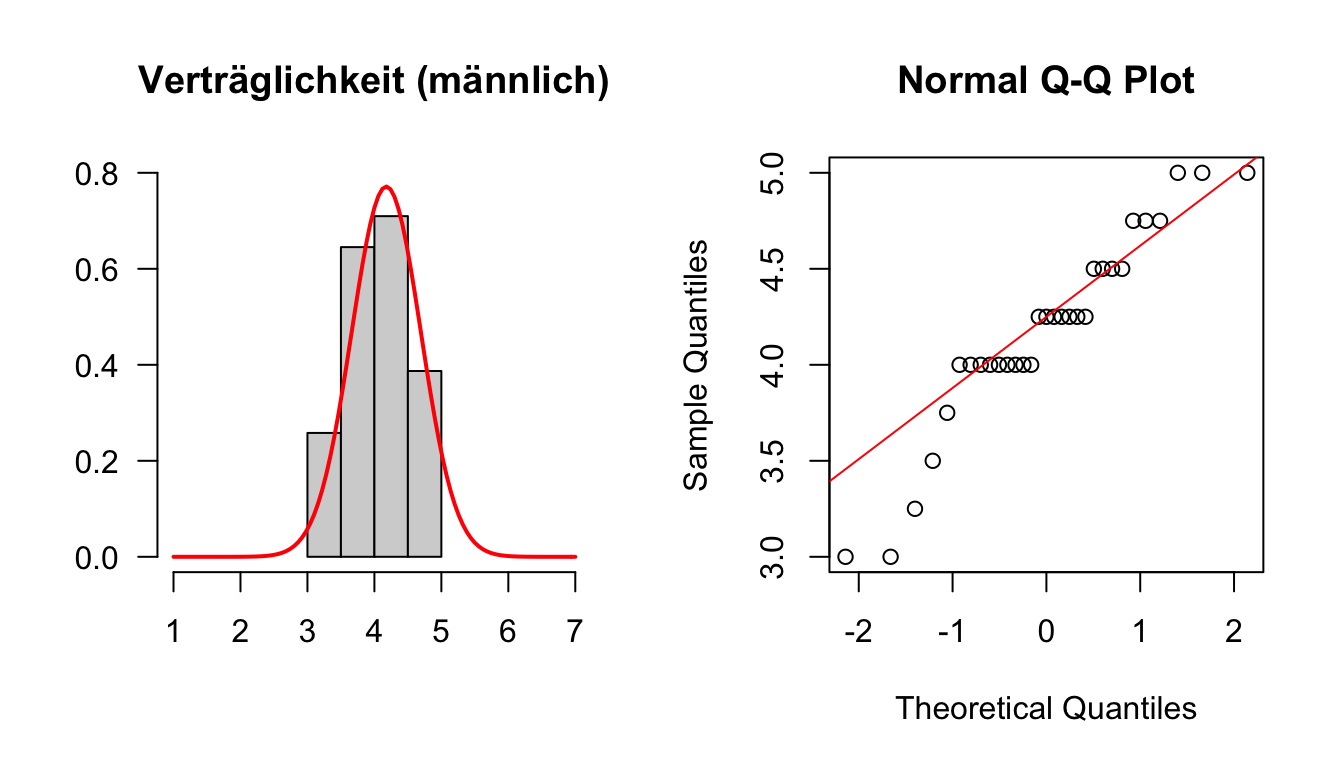 Verträglichkeit (männlich)
0.8
0.6
0.4
0.2
0.0
1 2 3 4 5 6 7
Normal Q-Q Plot
Sample Quantiles
5.0
4.5
4.0
3.5
3.0
-2 -1 0 1 2
Theoretical Quantiles